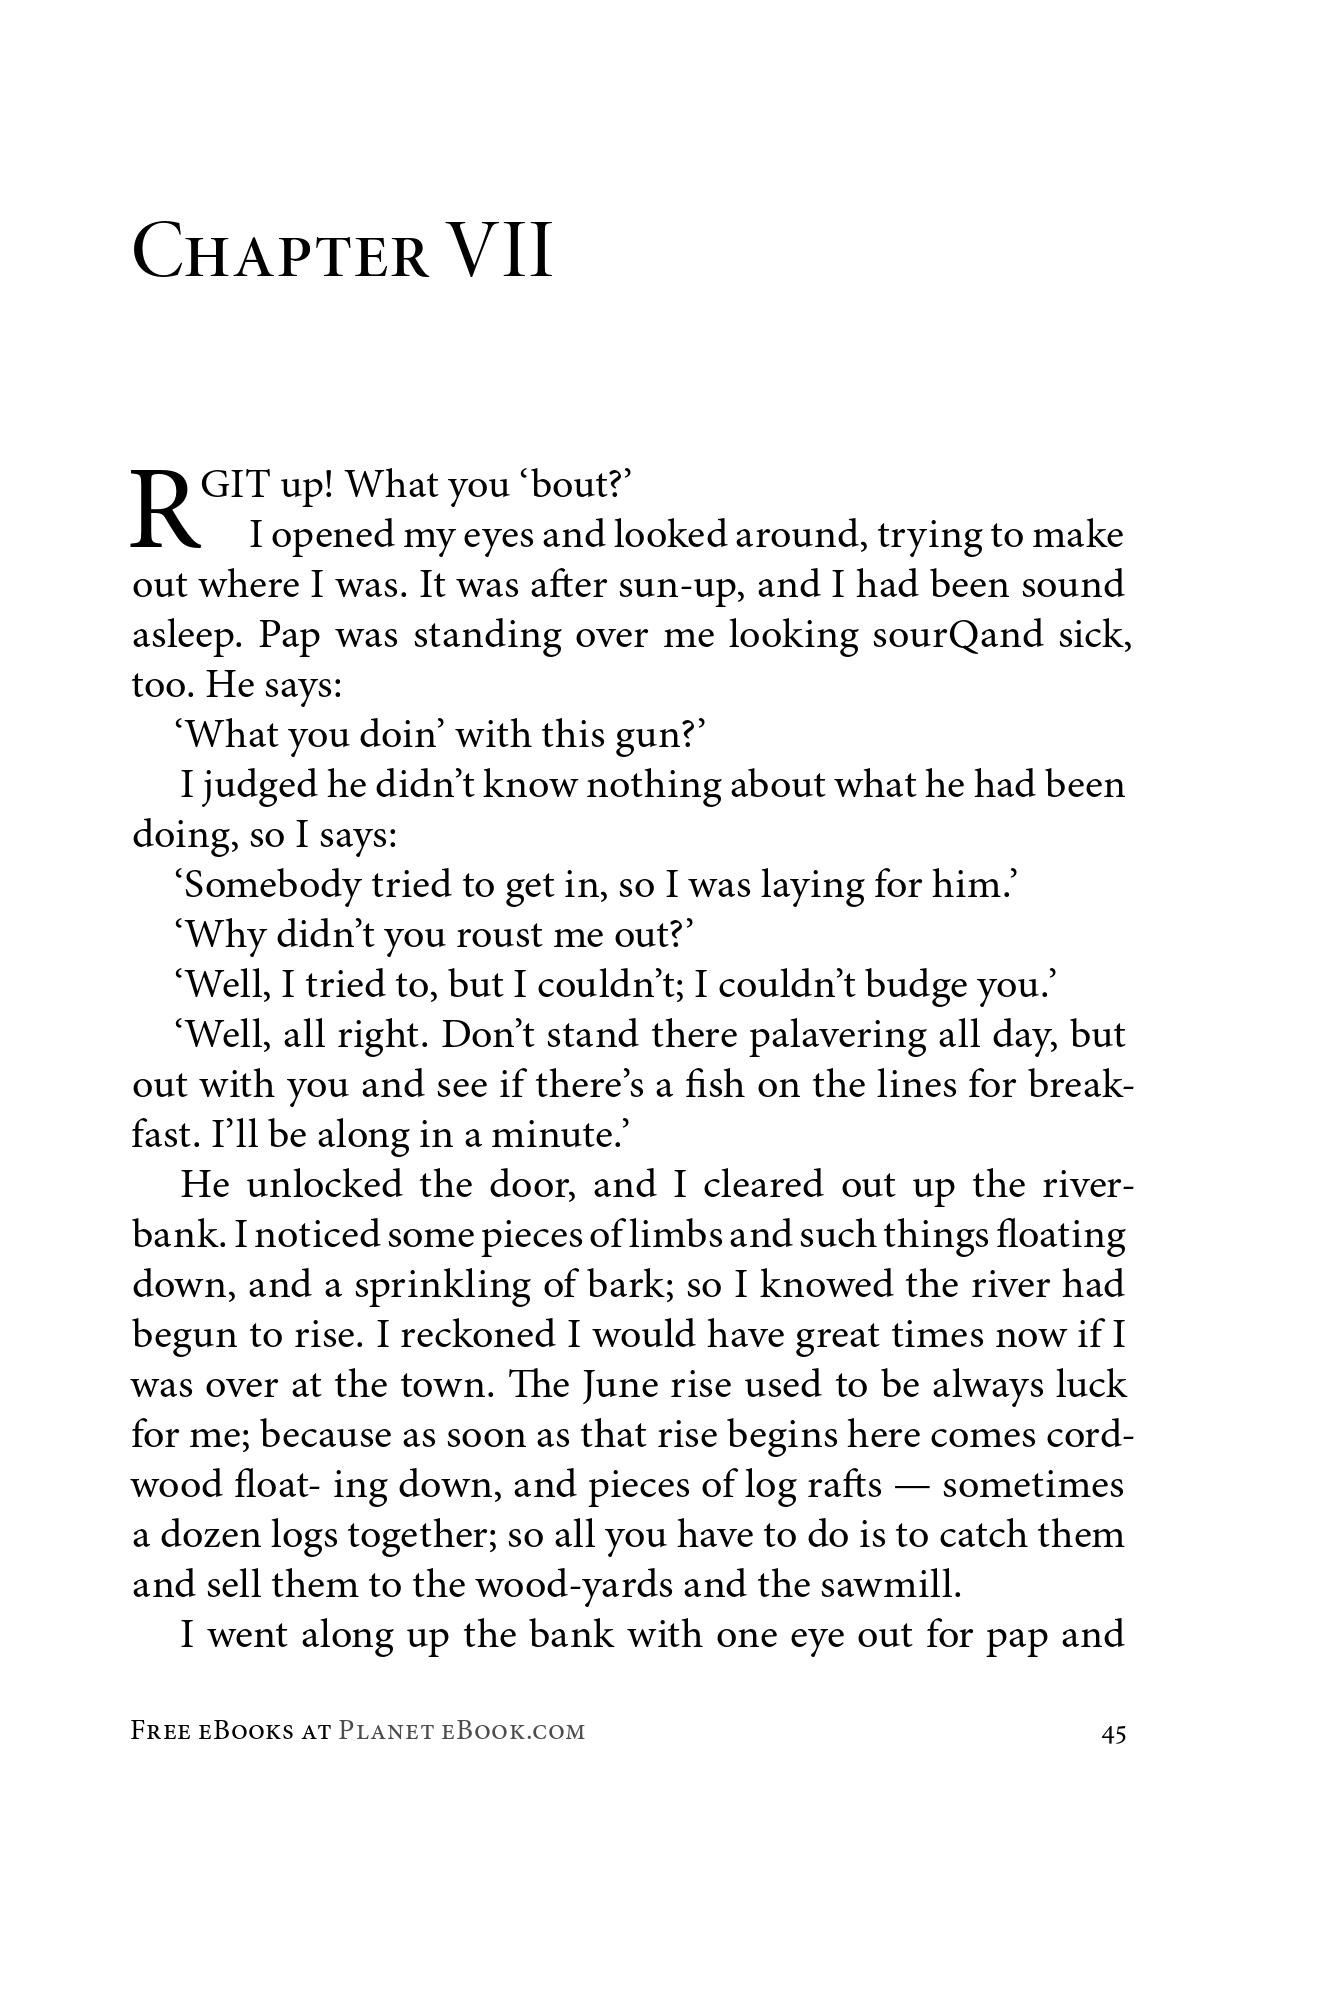 Chapter VII
RGIT up! What you ‘bout?’
I opened my eyes and looked around, trying to make
out where I was. It was after sun-up, and I had been sound
asleep. Pap was standing over me looking sourQand sick,
too. He says:
‘What you doin’ with this gun?’
I judged he didn’t know nothing about what he had been
doing, so I says:
‘Somebody tried to get in, so I was laying for him.’
‘Why didn’t you roust me out?’
‘Well, I tried to, but I couldn’t; I couldn’t budge you.’
‘Well, all right. Don’t stand there palavering all day, but
out with you and see if there’s a fish on the lines for break-
fast. I’ll be along in a minute.’
He unlocked the door, and I cleared out up the river-
bank. I noticed some pieces of limbs and such things floating
down, and a sprinkling of bark; so I knowed the river had
begun to rise. I reckoned I would have great times now if I
was over at the town. The June rise used to be always luck
for me; because as soon as that rise begins here comes cord-
wood float- ing down, and pieces of log rafts — sometimes
a dozen logs together; so all you have to do is to catch them
and sell them to the wood-yards and the sawmill.
I went along up the bank with one eye out for pap and
Free eBooks at Planet eBook.com 45